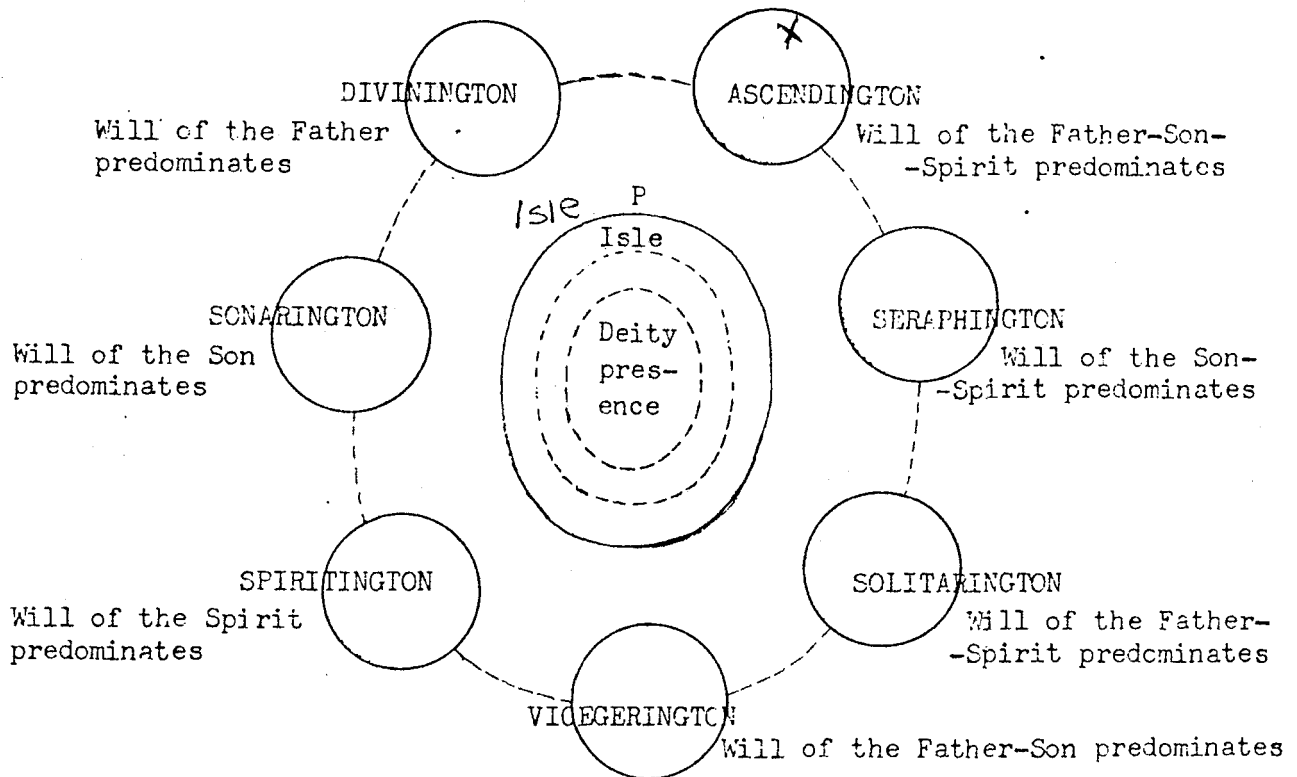 DIVININGTON
Will of the Father
predominates
X
ASCENDINGTON
Will of the Father-Son-
-Spirit predominates
Isle
P
Isle
Deity
pres-
ence
SONARINGTON
Will of the Son
predominates
SERAPHINGTON
Will of the Son-
-Spirit predominates
SPIRITINGTON
Will of the Spirit
predominates
SOLITARINGTON
Will of the Father-
-Spirit predominates
VICEGERINGTON
Will of the Father-Son predominates